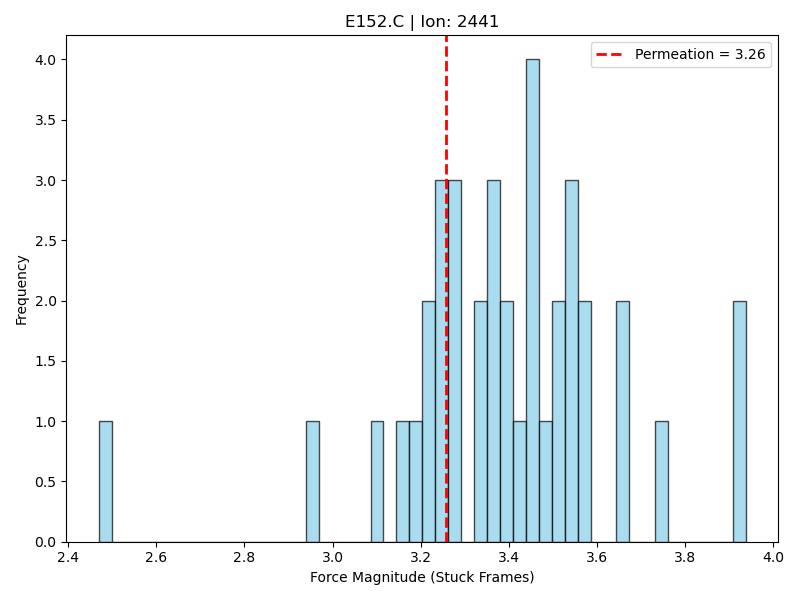 E152.C | Ion: 2441
Permeation = 3.26
Frequency
4.0
3.5
3.0
2.5
2.0
1.5
1.0
0.5
0.0
2.4 2.6 2.8 3.0 3.2 3.4 3.6 3.8 4.0
Force Magnitude (Stuck Frames)